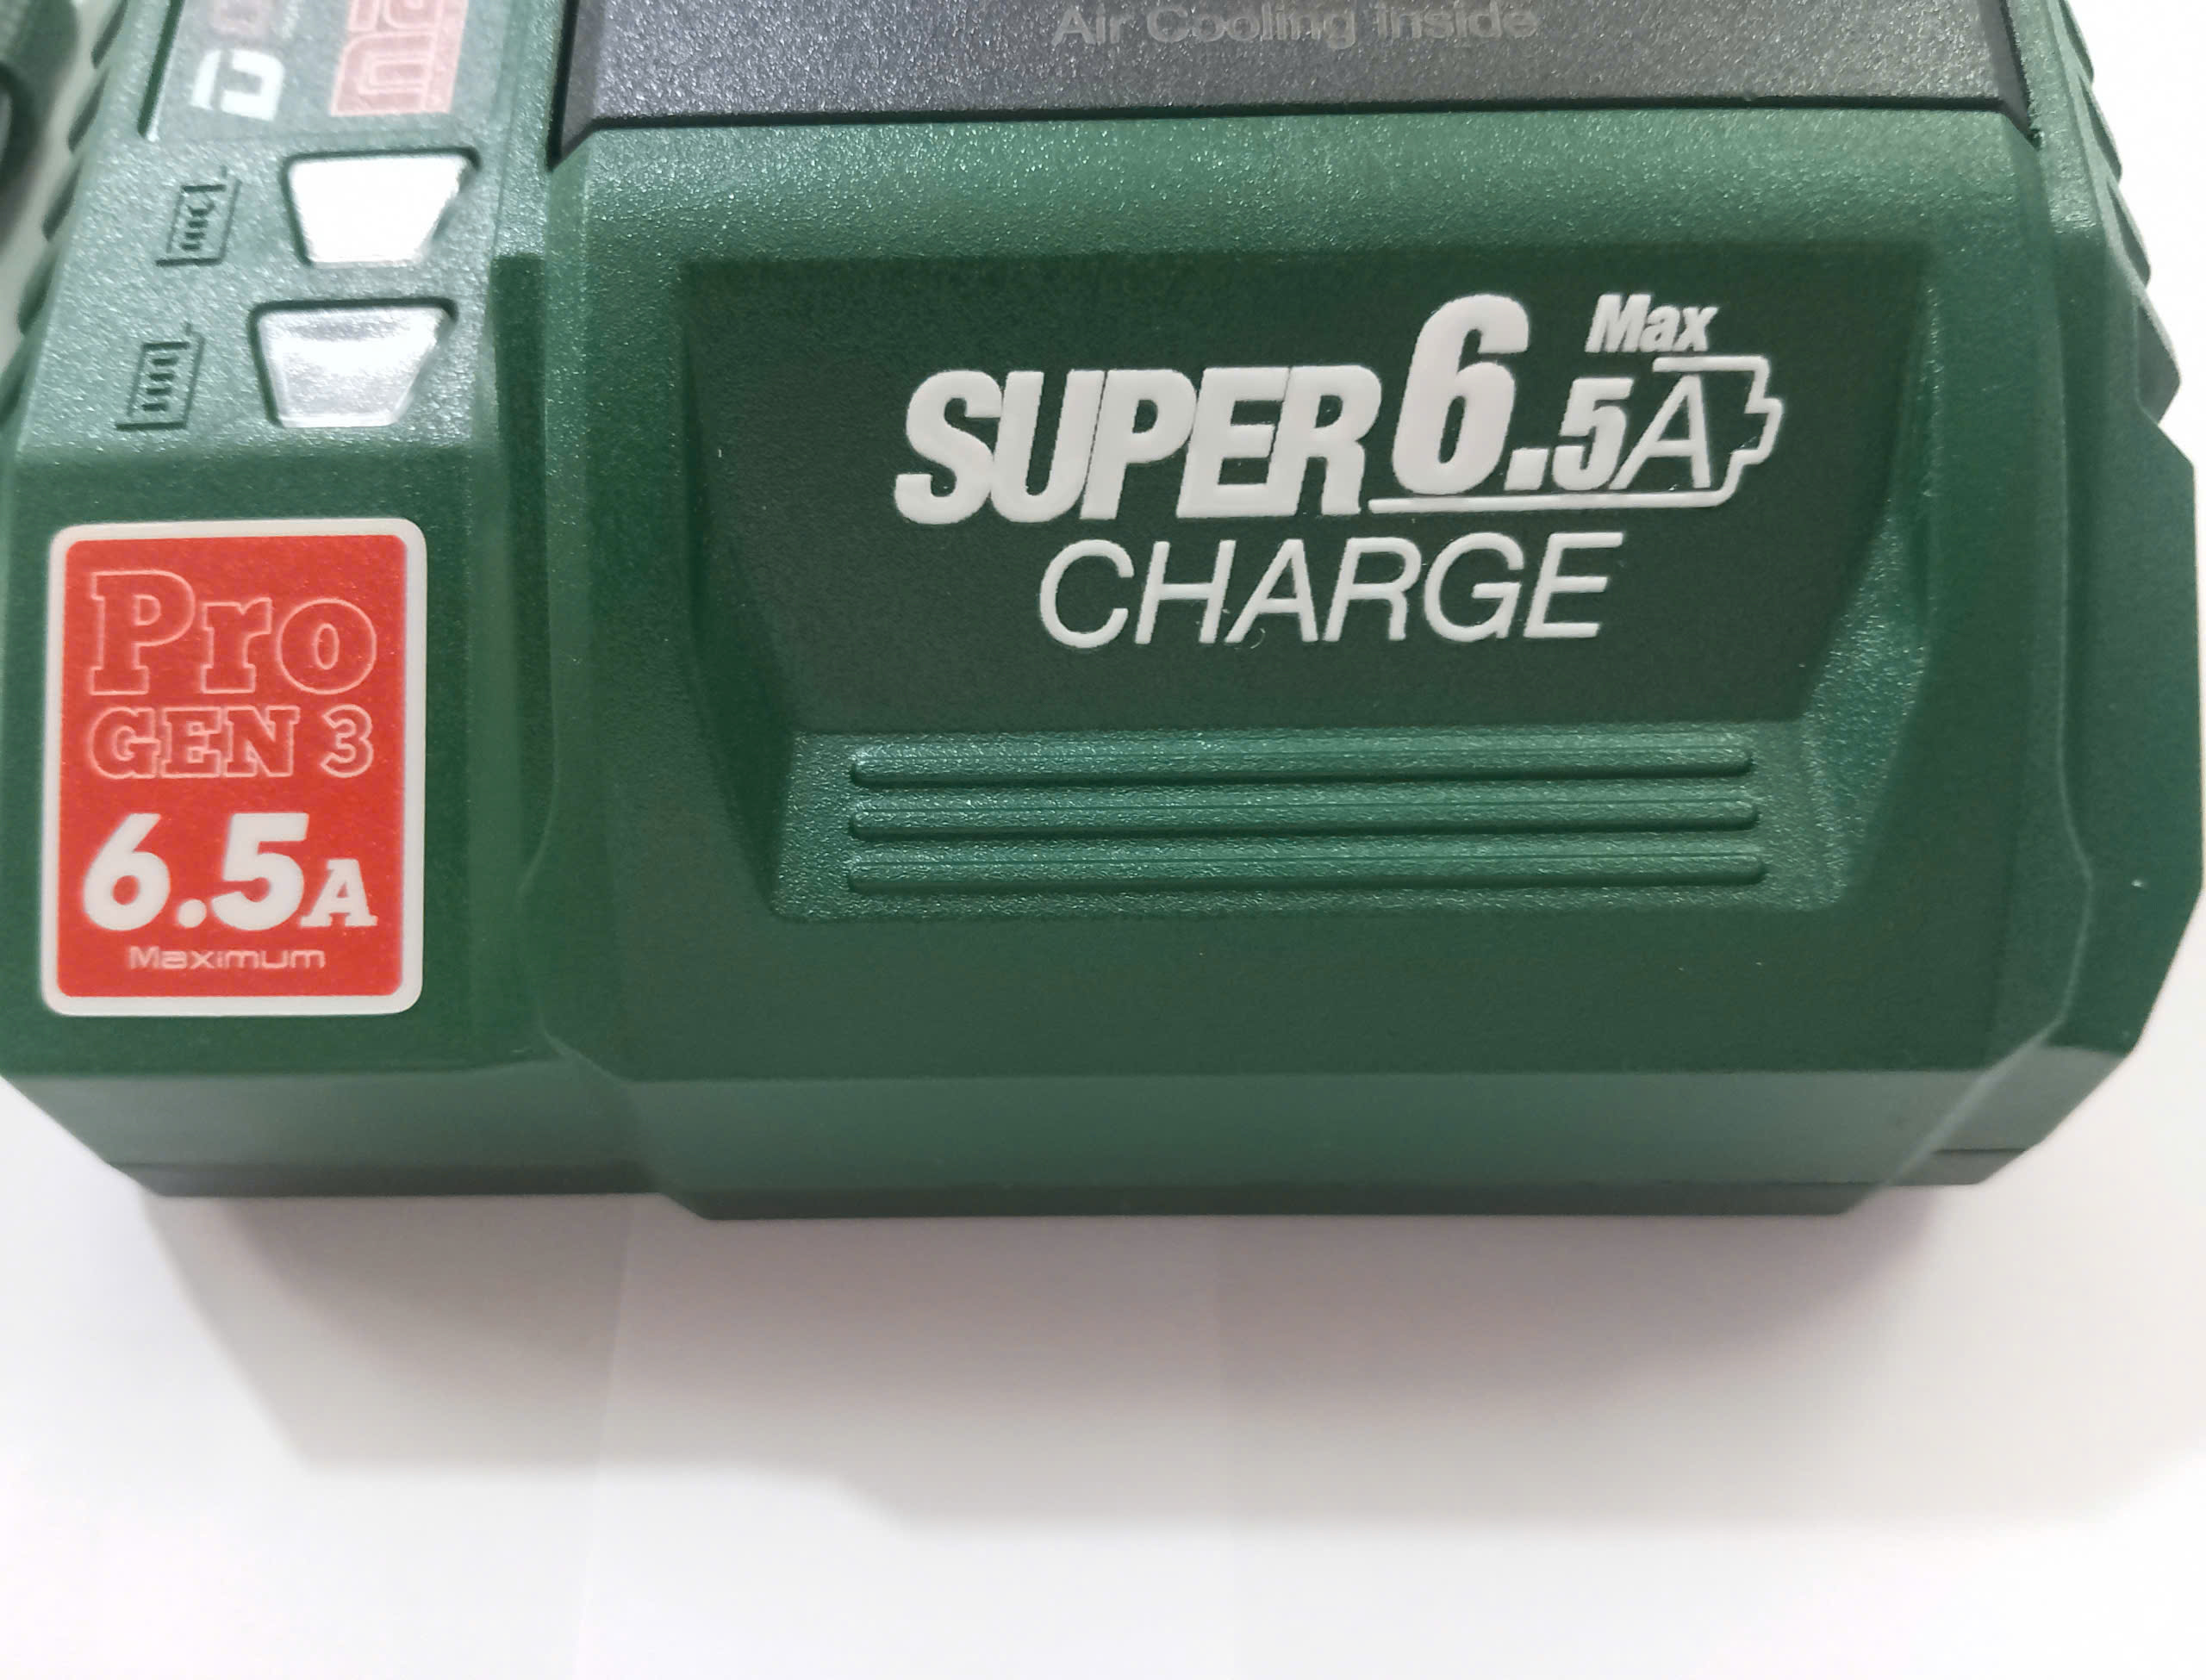 Air Cooling Inside
Max
SUPER 6.5A
CHARGE
Pro
GEN 3
6.5A
Maximum